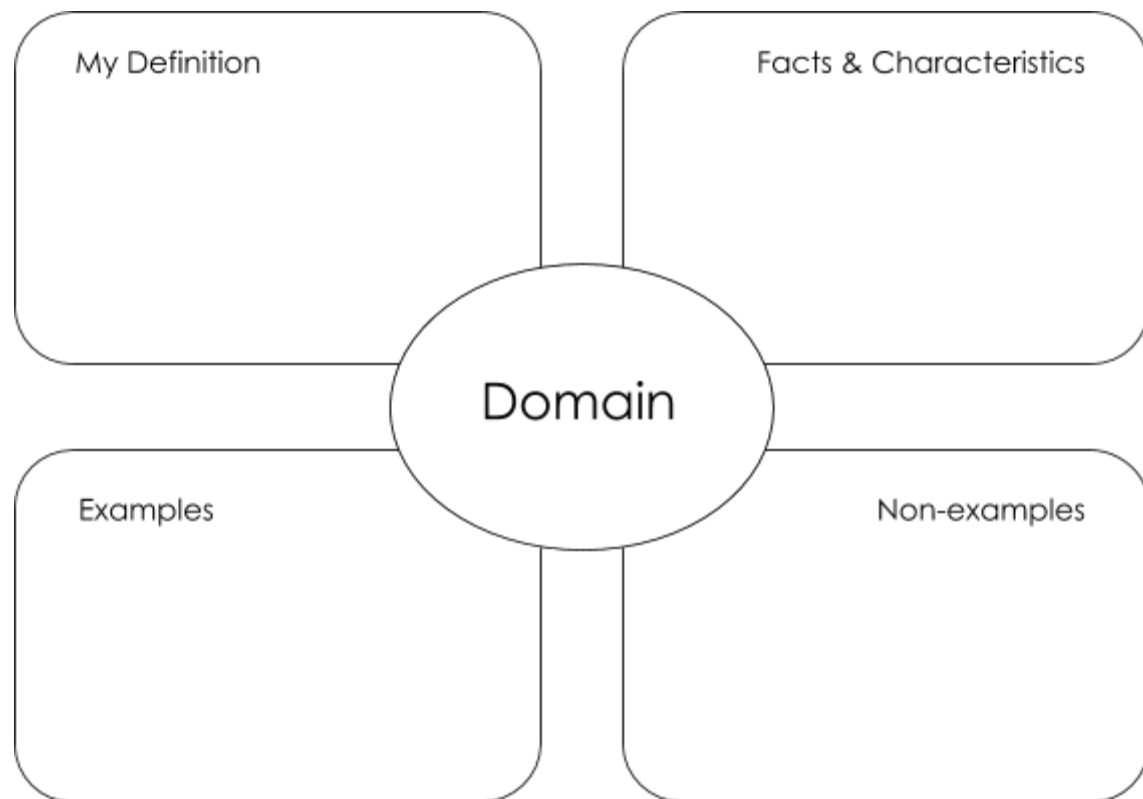 My Definition
Facts & Characteristics
Domain
Examples
Non-examples